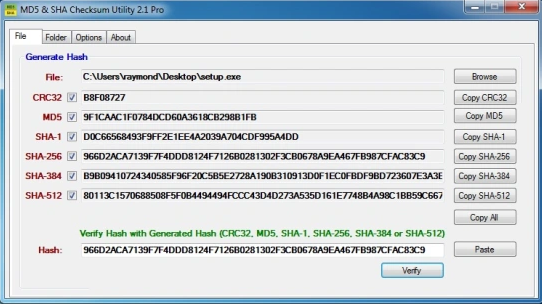 MD5 & SHA Checksum Utility 2.1 Pro
File Folder Options About
Generate Hash
File: C:\Users\raymond\Desktop\setup.exe Browse
CRC32 B8F08727 Copy CRC32
MD5 9F1CAAC1F0784DCD60A3618CB298B1FB Copy MD5
SHA-1 D0C66568493F9FF2E1EE4A2039A704CDF995A4DD Copy SHA-1
SHA-256 966D2ACA7139F7F4DDD8124F7126B0281302F3CB0678A9EA467FB987CFAC83C9 Copy SHA-256
SHA-384 B9B09410724340585F96F20C5B5E2728A190B310913D0F1EC0FBDF9BD723607E3A3E Copy SHA-384
SHA-512 80113C1570688508F5F0B4494494FCCC43D4D273A535D161E7748B4A98C1BB59C667 Copy SHA-512
Copy All
Verify Hash with Generated Hash (CRC32, MD5, SHA-1, SHA-256, SHA-384 or SHA-512)
Hash: 966D2ACA7139F7F4DDD8124F7126B0281302F3CB0678A9EA467FB987CFAC83C9 Paste
Verify